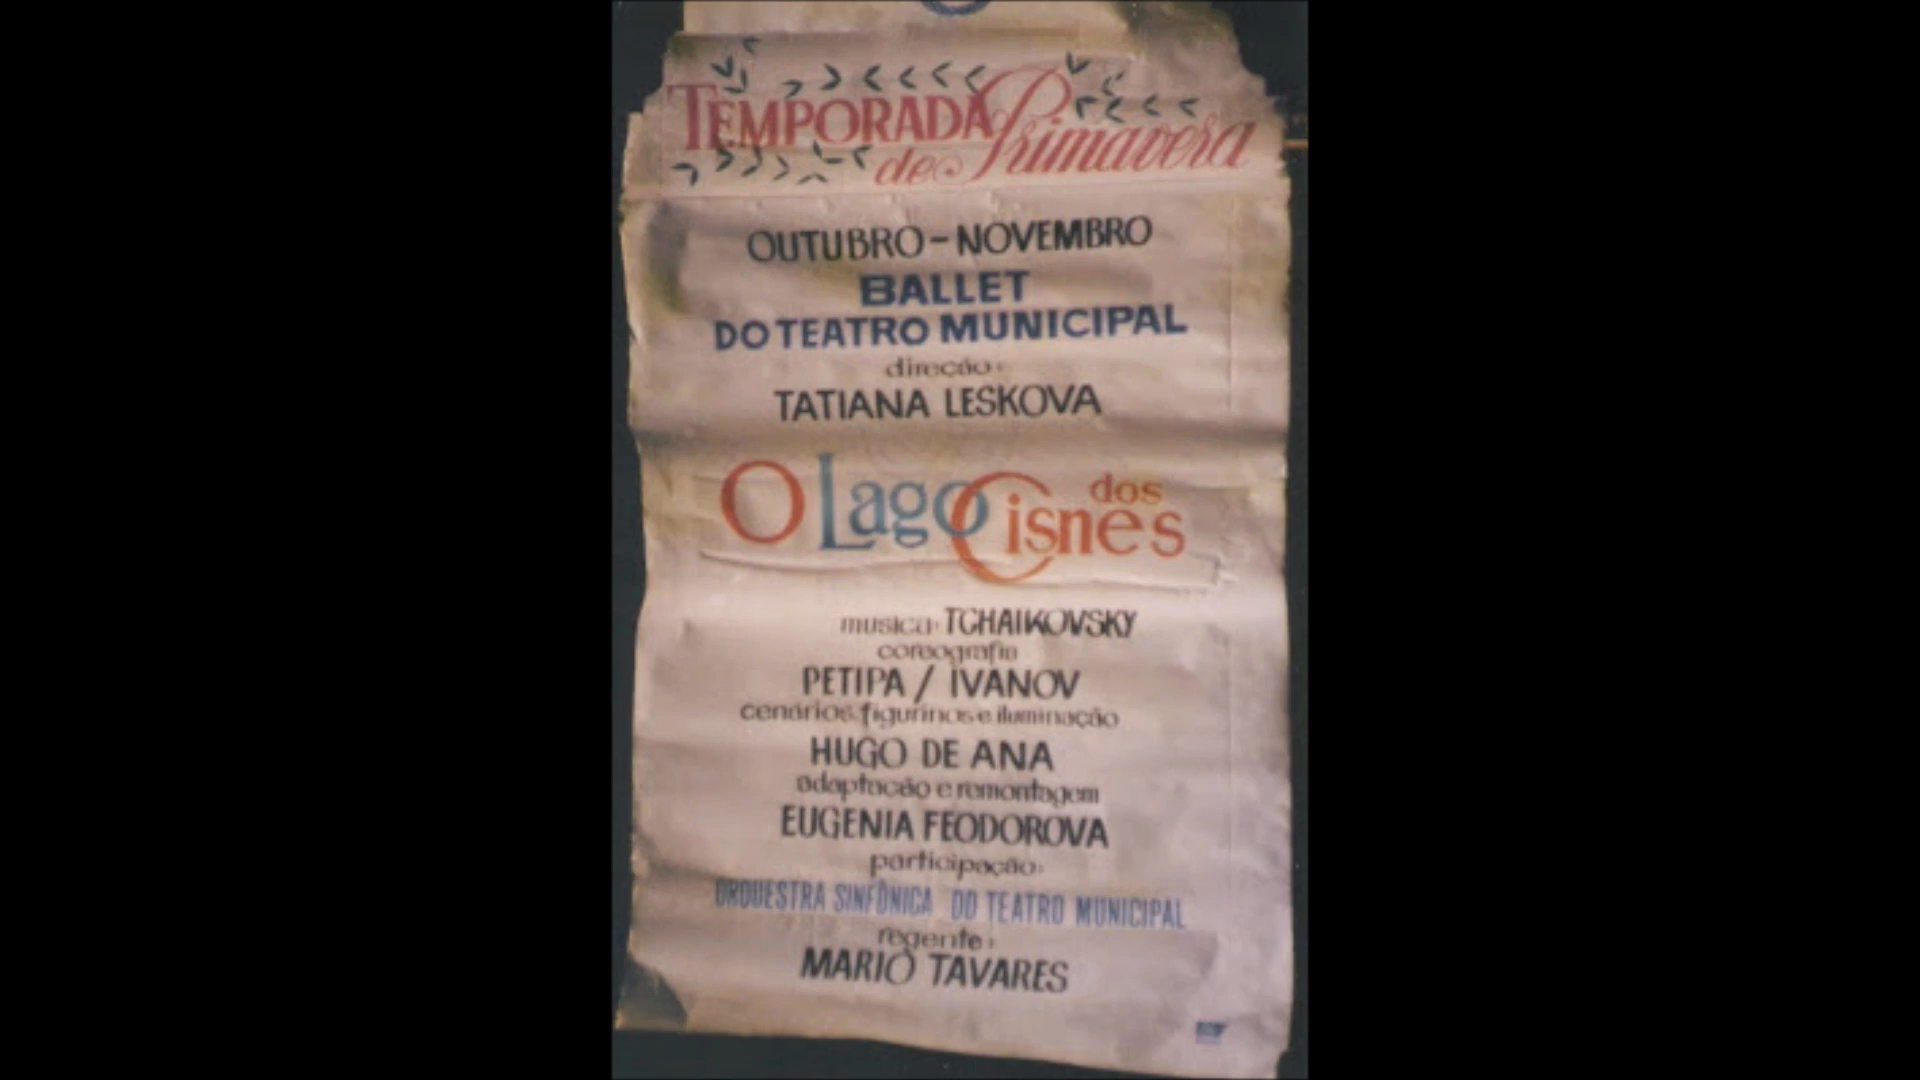 TEMPORADA
de Primavera
OUTUBRO - NOVEMBRO
BALLET
DO TEATRO MUNICIPAL
direção:
TATIANA LESKOVA
O Lago dos
Cisnes
musica: TCHAIKOVSKY
coreografia
PETIPA / IVANOV
cenários, figurinos e iluminação
HUGO DE ANA
adaptação e remontagem
EUGENIA FEODOROVA
participação:
ORQUESTRA SINFÔNICA DO TEATRO MUNICIPAL
regente:
MARIO TAVARES